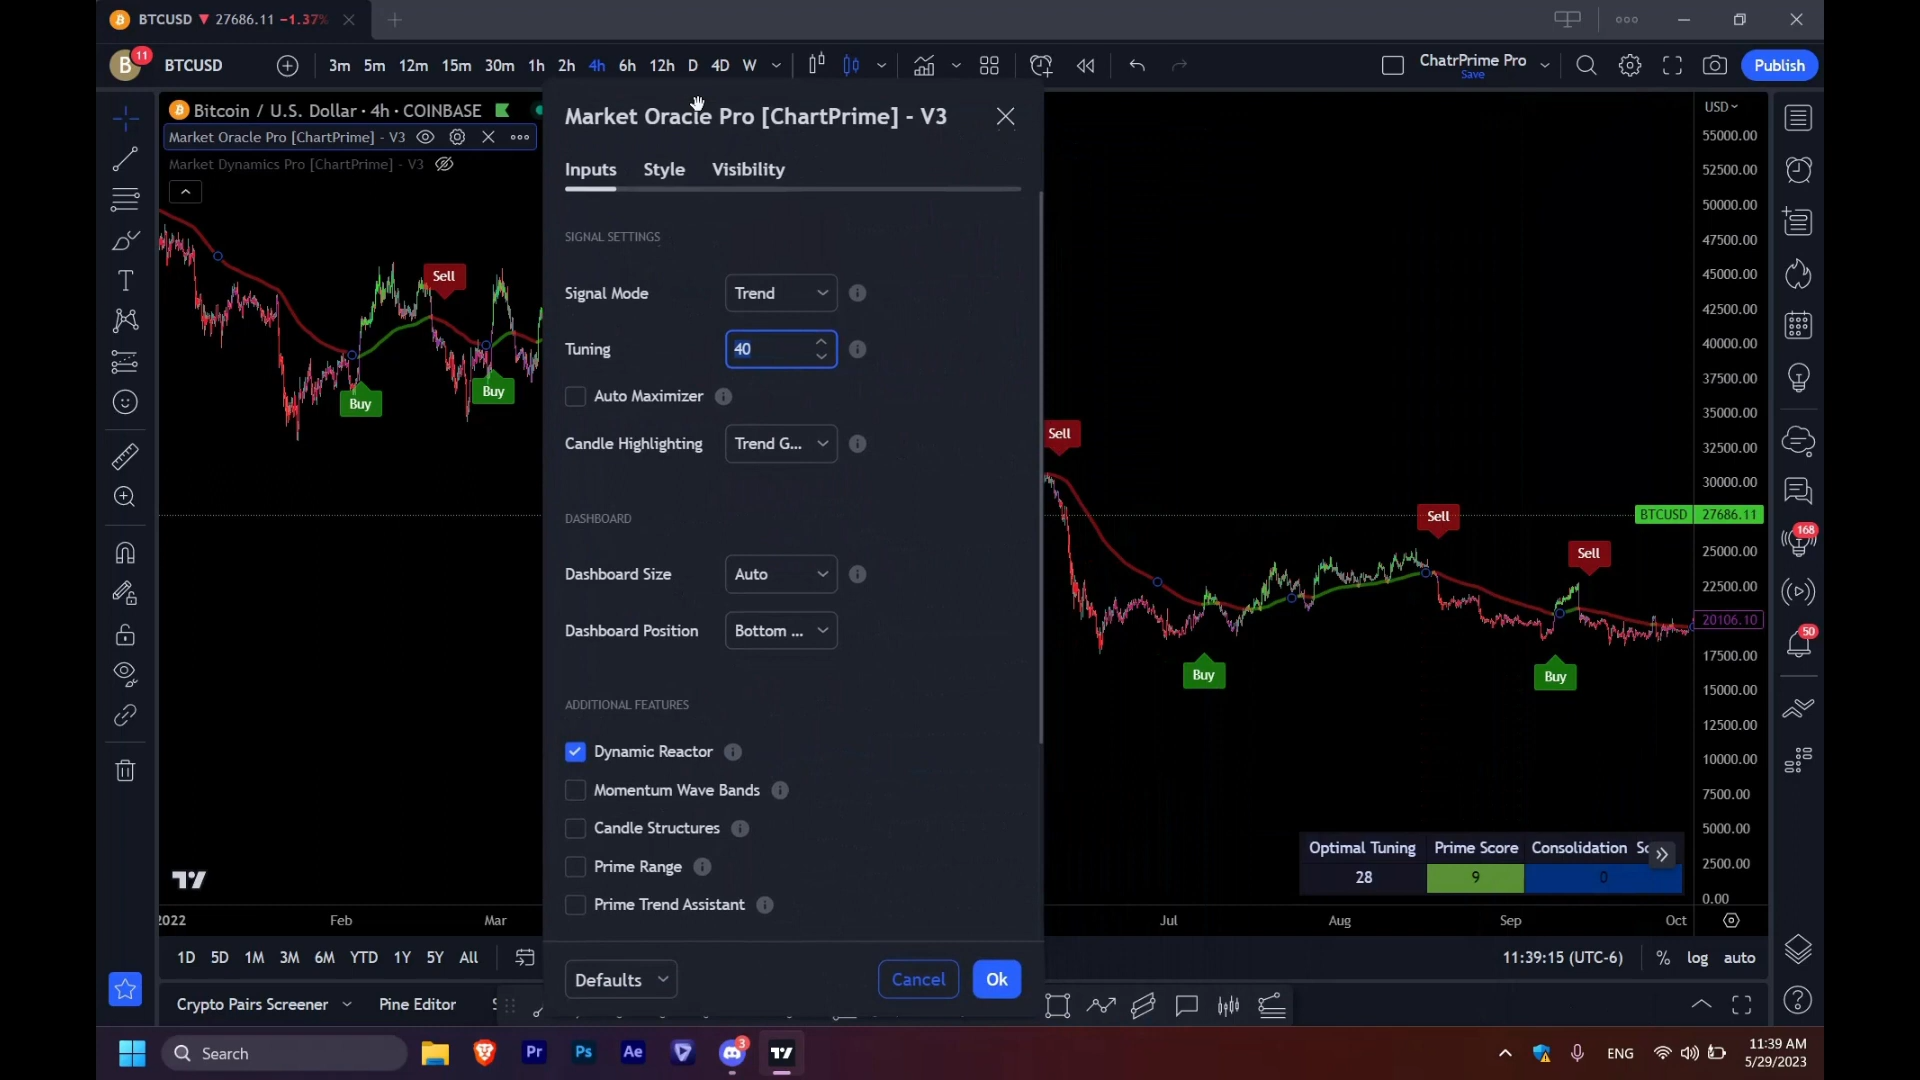 BTCUSD ▼ 27686.11 −1.37%
B 11 BTCUSD 3m 5m 12m 15m 30m 1h 2h 4h 6h 12h D 4D W ChatrPrime Pro Save Publish
Bitcoin / U.S. Dollar · 4h · COINBASE
Market Oracle Pro [ChartPrime] - V3
Market Dynamics Pro [ChartPrime] - V3
Market Oracle Pro [ChartPrime] - V3
Inputs Style Visibility
SIGNAL SETTINGS
Signal Mode Trend
Tuning 40
Auto Maximizer
Candle Highlighting Trend G...
DASHBOARD
Dashboard Size Auto
Dashboard Position Bottom ...
ADDITIONAL FEATURES
Dynamic Reactor
Momentum Wave Bands
Candle Structures
Prime Range
Prime Trend Assistant
Defaults Cancel Ok
Sell
Buy
Buy
Sell
Sell
Sell
Buy
Buy
USD
55000.00
52500.00
50000.00
47500.00
45000.00
42500.00
40000.00
37500.00
35000.00
32500.00
30000.00
BTCUSD 27686.11
25000.00
22500.00
20106.10
17500.00
15000.00
12500.00
10000.00
7500.00
5000.00
2500.00
0.00
168
50
Optimal Tuning Prime Score Consolidation Sc
28 9 0
2022 Feb Mar Jul Aug Sep Oct
1D 5D 1M 3M 6M YTD 1Y 5Y All 11:39:15 (UTC-6) % log auto
Crypto Pairs Screener Pine Editor
Search Pr Ps Ae 3 ENG 11:39 AM
5/29/2023